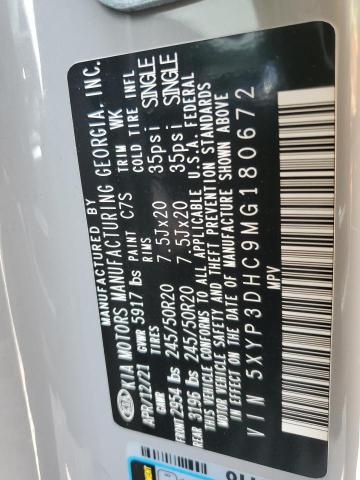 MANUFACTURED BY
KIA KIA MOTORS MANUFACTURING GEORGIA, INC.
APR/12/21 PAINT C7S TRIM WK
GVWR 5917 lbs
GAWR TIRES RIMS COLD TIRE INFL
FRONT 2954 lbs 245/50R20 7.5Jx20 35psi SINGLE
REAR 3196 lbs 245/50R20 7.5Jx20 35psi SINGLE
THIS VEHICLE CONFORMS TO ALL APPLICABLE U.S.A. FEDERAL
MOTOR VEHICLE SAFETY AND THEFT PREVENTION STANDARDS
IN EFFECT ON THE DATE OF MANUFACTURE SHOWN ABOVE.
VIN 5XYP3DHC9MG180672
MPV